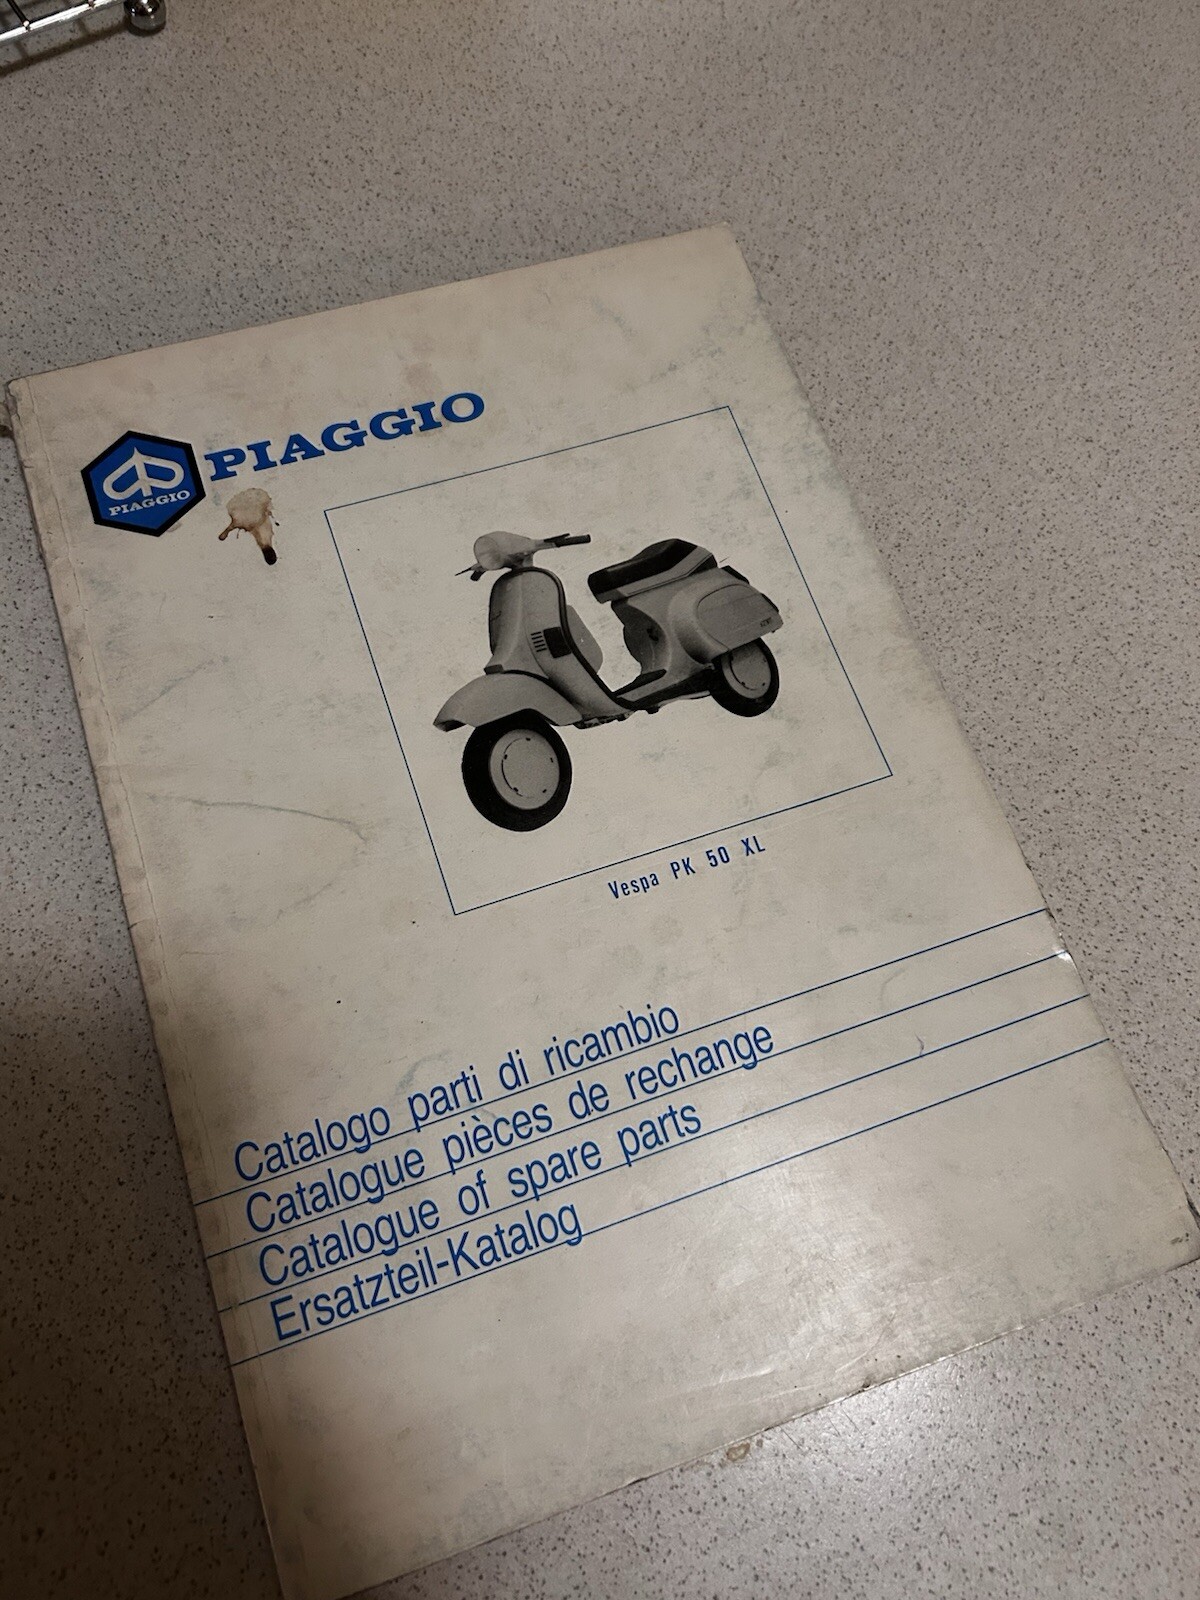 PIAGGIO
PIAGGIO
Vespa PK 50 XL
Catalogo parti di ricambio
Catalogue pièces de rechange
Catalogue of spare parts
Ersatzteil-Katalog